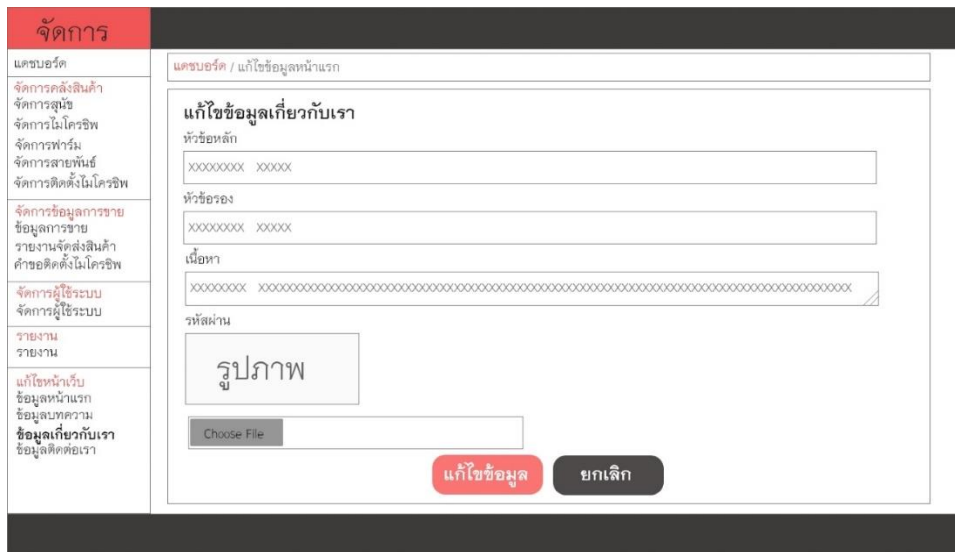 จัดการ
แดชบอร์ด
จัดการคลังสินค้า
จัดการสุนัข
จัดการไมโครชิพ
จัดการฟาร์ม
จัดการสายพันธ์
จัดการติดตั้งไมโครชิพ
จัดการข้อมูลการขาย
ข้อมูลการขาย
รายงานจัดส่งสินค้า
คำขอติดตั้งไมโครชิพ
จัดการผู้ใช้ระบบ
จัดการผู้ใช้ระบบ
รายงาน
รายงาน
แก้ไขหน้าเว็บ
ข้อมูลหน้าแรก
ข้อมูลบทความ
ข้อมูลเกี่ยวกับเรา
ข้อมูลติดต่อเรา
แดชบอร์ด / แก้ไขข้อมูลหน้าแรก
แก้ไขข้อมูลเกี่ยวกับเรา
หัวข้อหลัก
XXXXXXXX XXXXX
หัวข้อรอง
XXXXXXXX XXXXX
เนื้อหา
XXXXXXXX XXXXXXXXXXXXXXXXXXXXXXXXXXXXXXXXXXXXXXXXXXXXXXXXXXXXXXXXXXXXXXXXXXXXXXXXXXXXXXXXXXXX
รหัสผ่าน
รูปภาพ
Choose File
แก้ไขข้อมูล ยกเลิก